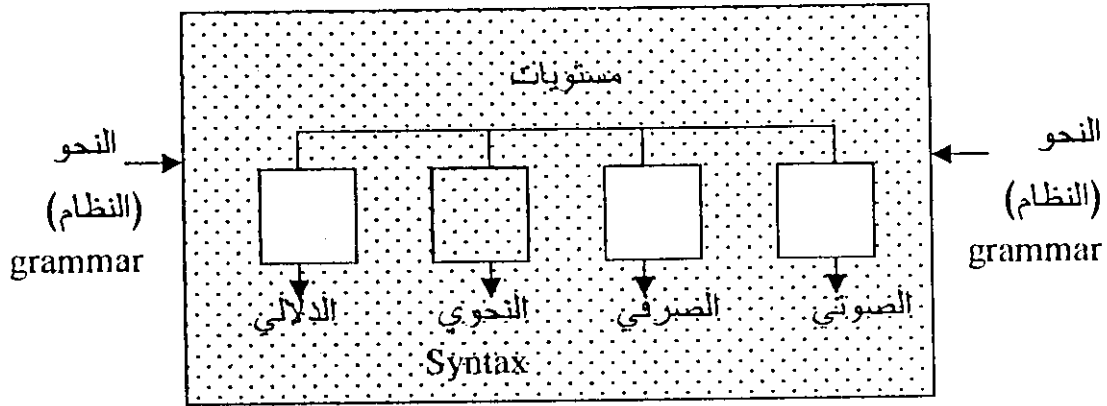 مستويات
النحو
(النظام)
grammar
الصوتي
الصرفي
النحوي
Syntax
الدلالي
النحو
(النظام)
grammar